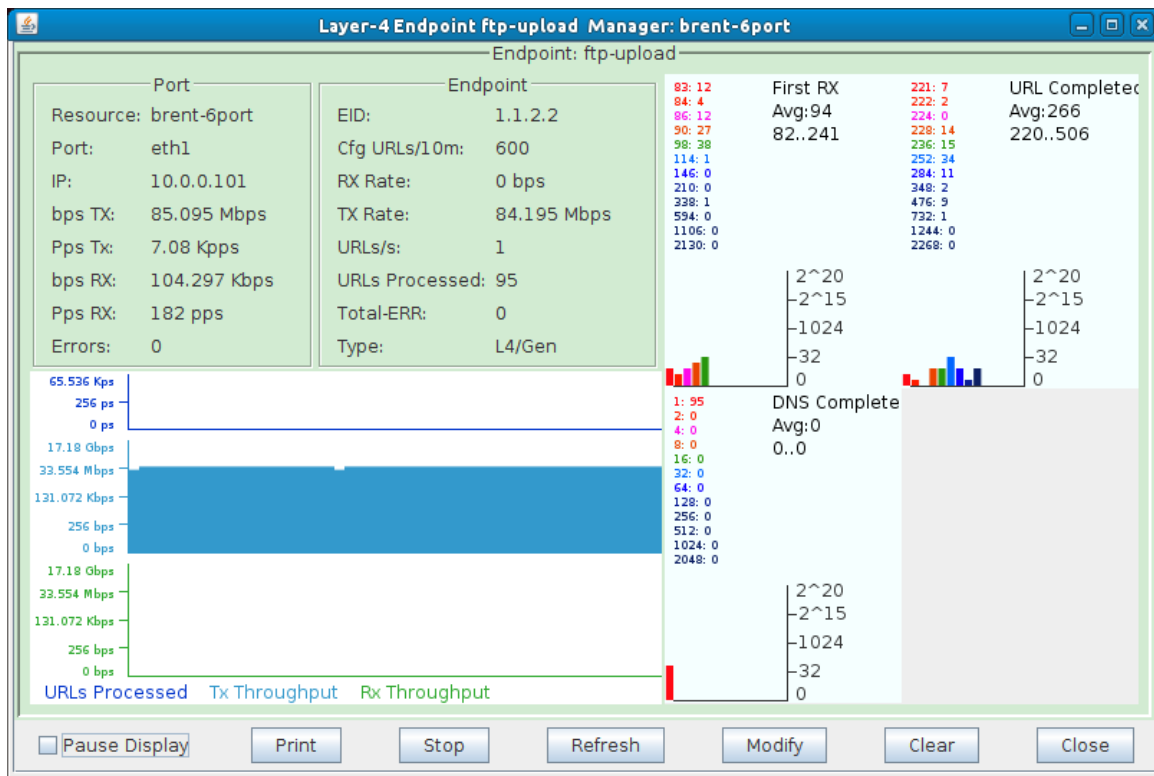 Layer-4 Endpoint ftp-upload Manager: brent-6port
Endpoint: ftp-upload
Port
Resource: brent-6port
Port: eth1
IP: 10.0.0.101
bps TX: 85.095 Mbps
Pps Tx: 7.08 Kpps
bps RX: 104.297 Kbps
Pps RX: 182 pps
Errors: 0
Endpoint
EID: 1.1.2.2
Cfg URLs/10m: 600
RX Rate: 0 bps
TX Rate: 84.195 Mbps
URLs/s: 1
URLs Processed: 95
Total-ERR: 0
Type: L4/Gen
83: 12
84: 4
86: 12
90: 27
98: 38
114: 1
146: 0
210: 0
338: 1
594: 0
1106: 0
2130: 0
First RX
Avg:94
82..241
2^20
2^15
1024
32
0
221: 7
222: 2
224: 0
228: 14
236: 15
252: 34
284: 11
348: 2
476: 9
732: 1
1244: 0
2268: 0
URL Completed
Avg:266
220..506
2^20
2^15
1024
32
0
65.536 Kps
256 ps
0 ps
17.18 Gbps
33.554 Mbps
131.072 Kbps
256 bps
0 bps
17.18 Gbps
33.554 Mbps
131.072 Kbps
256 bps
0 bps
URLs Processed Tx Throughput Rx Throughput
1: 95
2: 0
4: 0
8: 0
16: 0
32: 0
64: 0
128: 0
256: 0
512: 0
1024: 0
2048: 0
DNS Complete
Avg:0
0..0
2^20
2^15
1024
32
0
Pause Display Print Stop Refresh Modify Clear Close